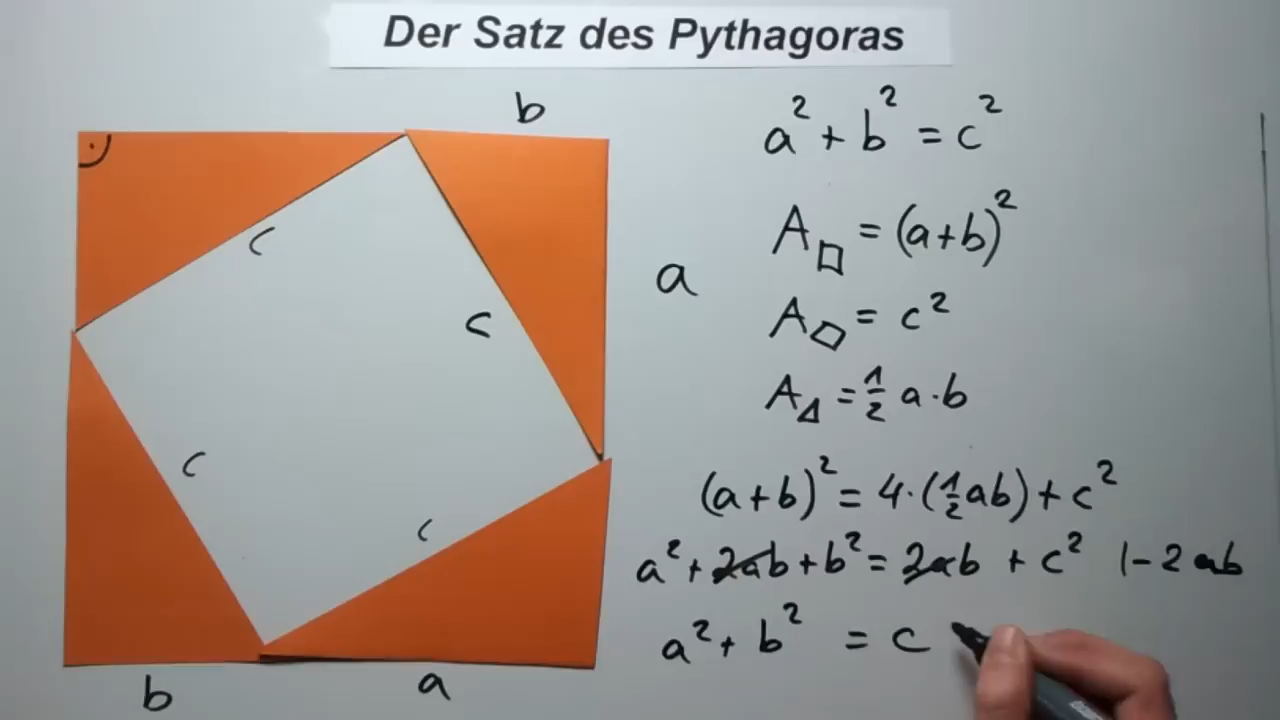 Der Satz des Pythagoras
b
a² + b² = c²
A□ = (a+b)²
c
a
c
A◇ = c²
A△ = ½ a·b
c
(a+b)² = 4·(½ab) + c²
c
a² + 2ab + b² = 2ab + c² |-2ab
a² + b² = c
b
a